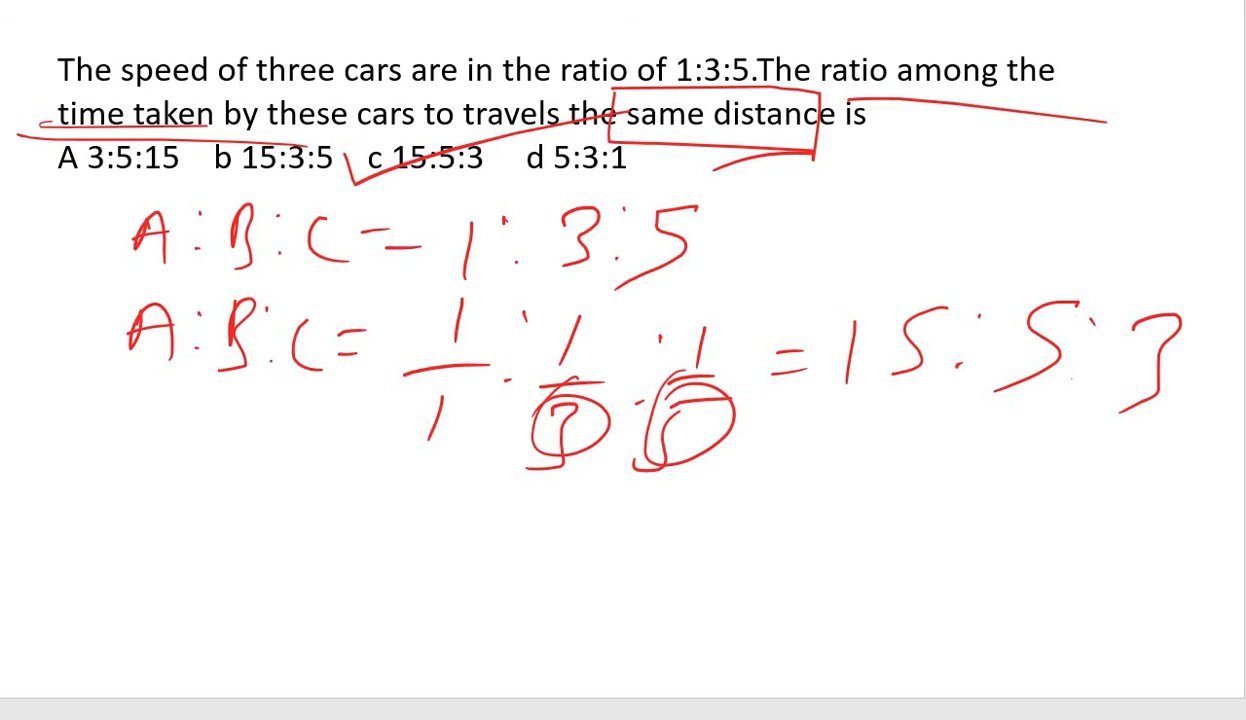 The speed of three cars are in the ratio of 1:3:5.The ratio among the
time taken by these cars to travels the same distance is
A 3:5:15 b 15:3:5 c 15:5:3 d 5:3:1
A:B:C=1:3:5
A:B:C=1/1:1/3:1/5=15:5:3